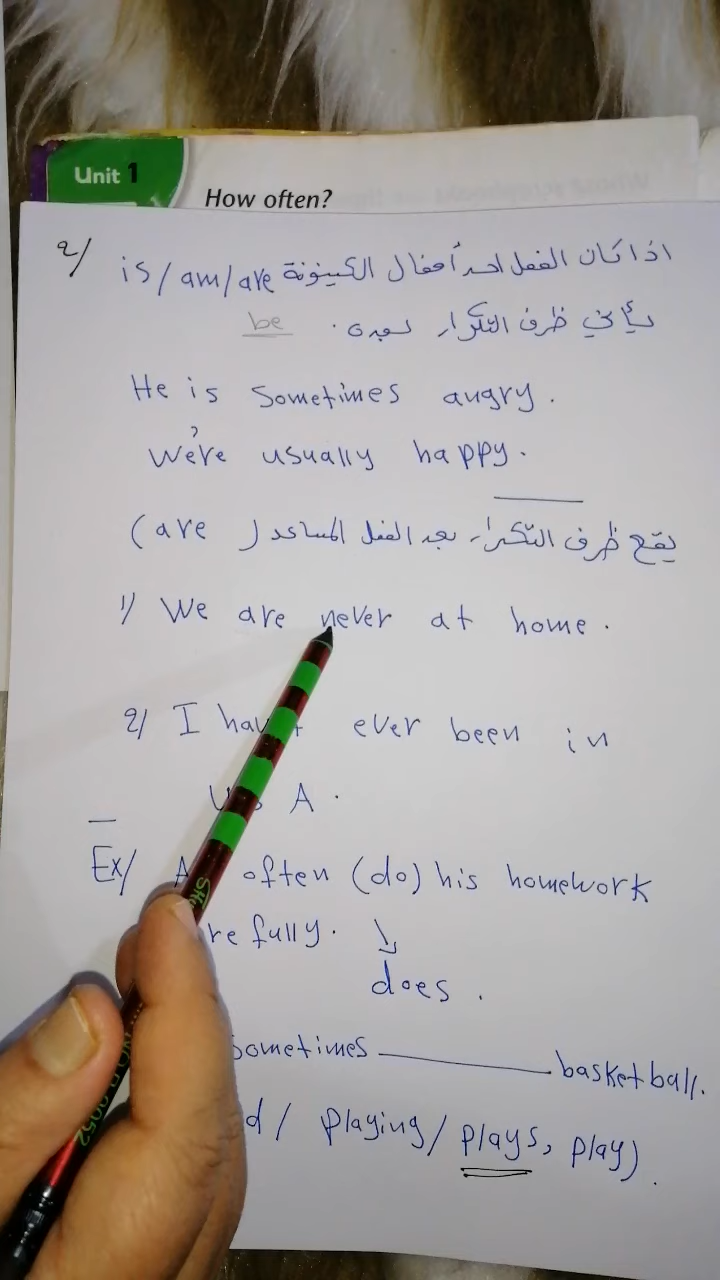 Unit 1
How often?
2/ is/am/are اذا كان الفعل احد أفعال الكينونة
يأتي ظرف التكرار بعده. be
He is sometimes angry.
We're usually happy.
يقع ظرف التكرار بعد الفعل المساعد (are)
1/ We are never at home.
2/ I ever been in
A.
Ex/ often (do) his homework
refully.
does.
sometimes ______ basketball.
d/ playing/ plays, play).